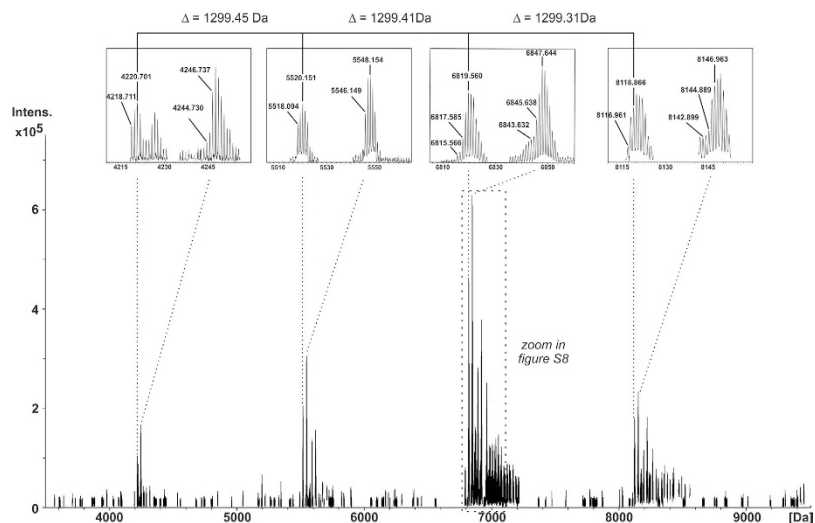 Δ = 1299.45 Da Δ = 1299.41Da Δ = 1299.31Da
4220.701
4218.711
4246.737
4244.730
4215 4230 4245
5520.151
5518.094
5548.154
5546.149
5510 5530 5550
6819.560
6817.585
6815.566
6847.644
6845.638
6843.632
6810 6830 6850
8118.866
8116.961
8146.963
8144.889
8142.899
8115 8130 8145
Intens.
x10⁵
6
4
2
0
zoom in
figure S8
4000 5000 6000 7000 8000 9000 [Da]